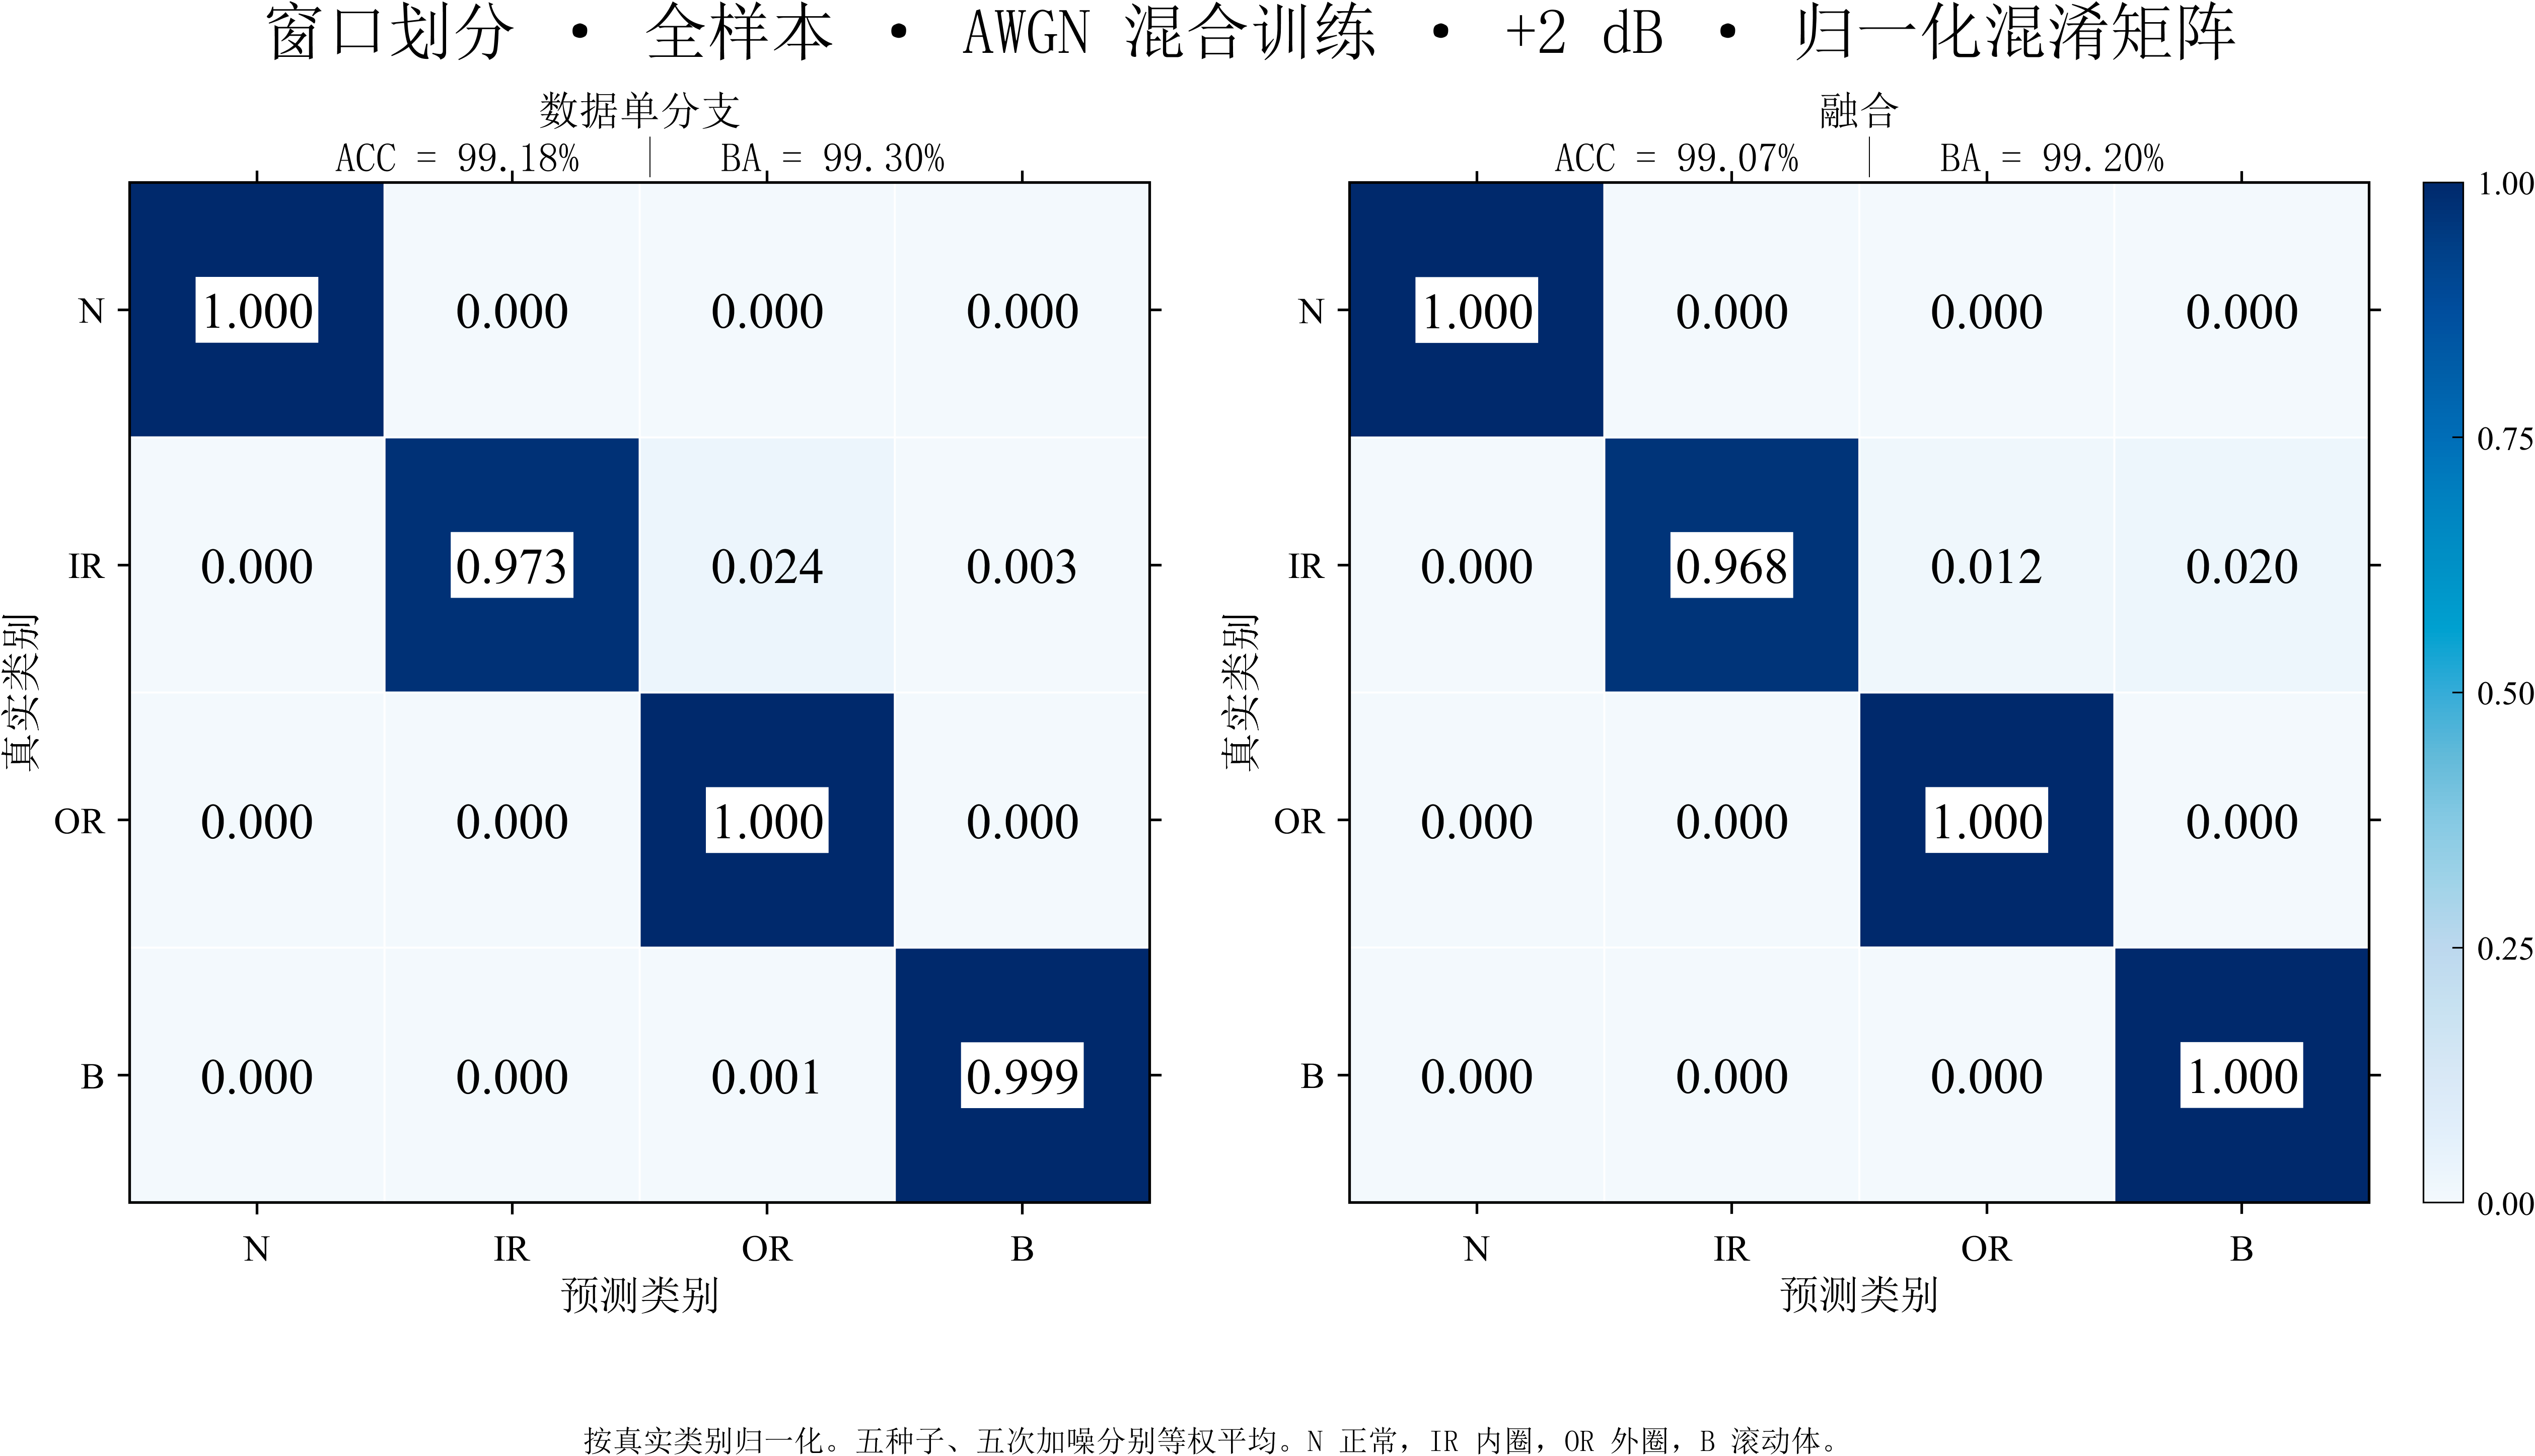 窗口划分 • 全样本 • AWGN 混合训练 • +2 dB • 归一化混淆矩阵
数据单分支
ACC = 99.18% | BA = 99.30%
N 1.000 0.000 0.000 0.000
IR 0.000 0.973 0.024 0.003
OR 0.000 0.000 1.000 0.000
B 0.000 0.000 0.001 0.999
N IR OR B
真实类别
预测类别
融合
ACC = 99.07% | BA = 99.20%
N 1.000 0.000 0.000 0.000
IR 0.000 0.968 0.012 0.020
OR 0.000 0.000 1.000 0.000
B 0.000 0.000 0.000 1.000
N IR OR B
真实类别
预测类别
1.00
0.75
0.50
0.25
0.00
按真实类别归一化。五种子、五次加噪分别等权平均。N 正常，IR 内圈，OR 外圈，B 滚动体。